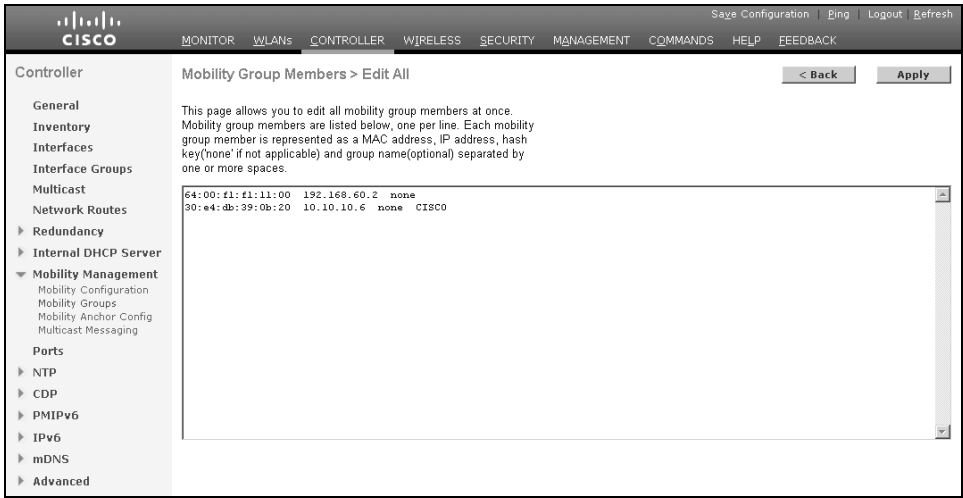 Save Configuration | Ping | Logout | Refresh
CISCO
MONITOR WLANs CONTROLLER WIRELESS SECURITY MANAGEMENT COMMANDS HELP FEEDBACK
Controller
General
Inventory
Interfaces
Interface Groups
Multicast
Network Routes
Redundancy
Internal DHCP Server
Mobility Management
Mobility Configuration
Mobility Groups
Mobility Anchor Config
Multicast Messaging
Ports
NTP
CDP
PMIPv6
IPv6
mDNS
Advanced
Mobility Group Members > Edit All
< Back
Apply
This page allows you to edit all mobility group members at once.
Mobility group members are listed below, one per line. Each mobility
group member is represented as a MAC address, IP address, hash
key('none' if not applicable) and group name(optional) separated by
one or more spaces.
64:00:f1:f1:11:00 192.168.60.2 none
30:e4:db:39:0b:20 10.10.10.6 none CISCO